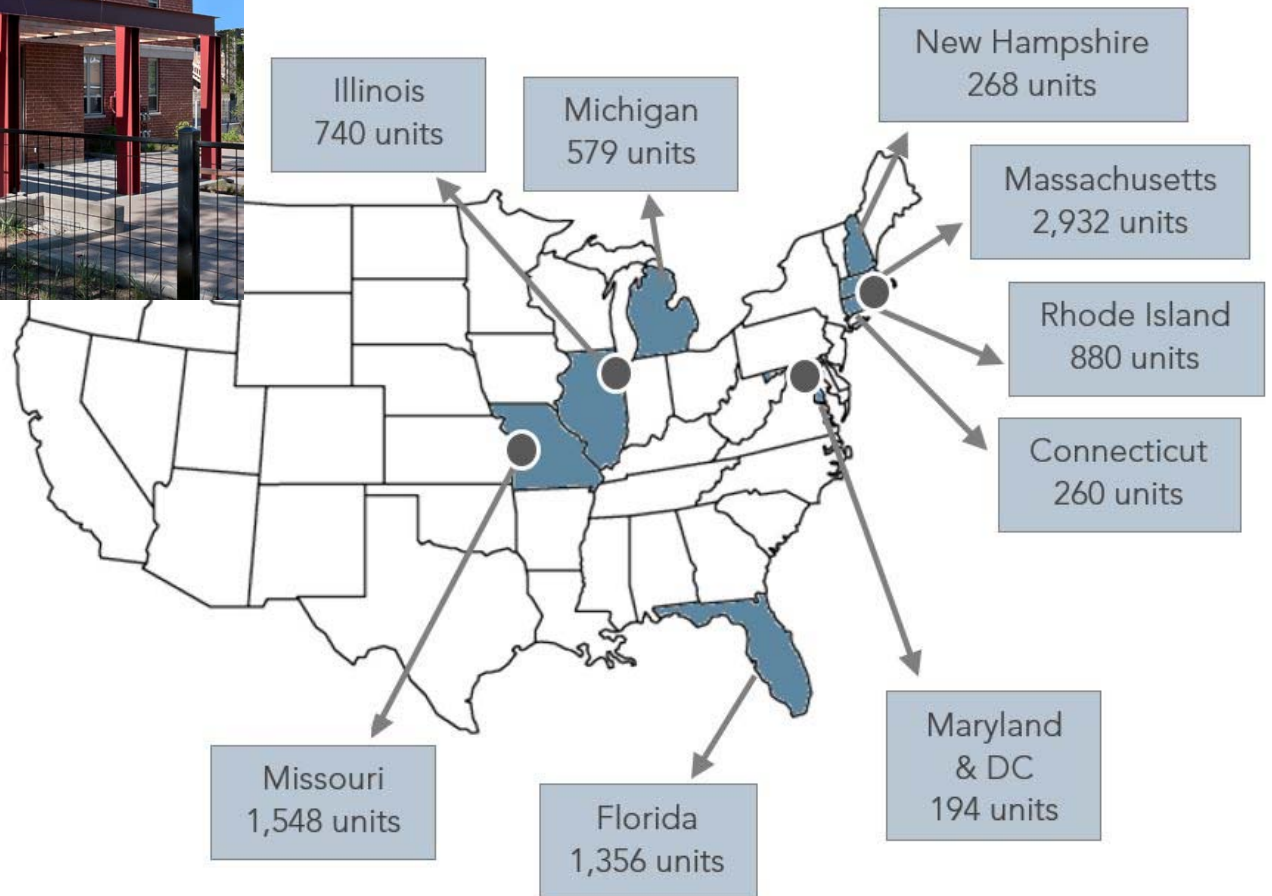 New Hampshire
268 units
Illinois
740 units
Michigan
579 units
Massachusetts
2,932 units
Rhode Island
880 units
Connecticut
260 units
Maryland
& DC
194 units
Missouri
1,548 units
Florida
1,356 units